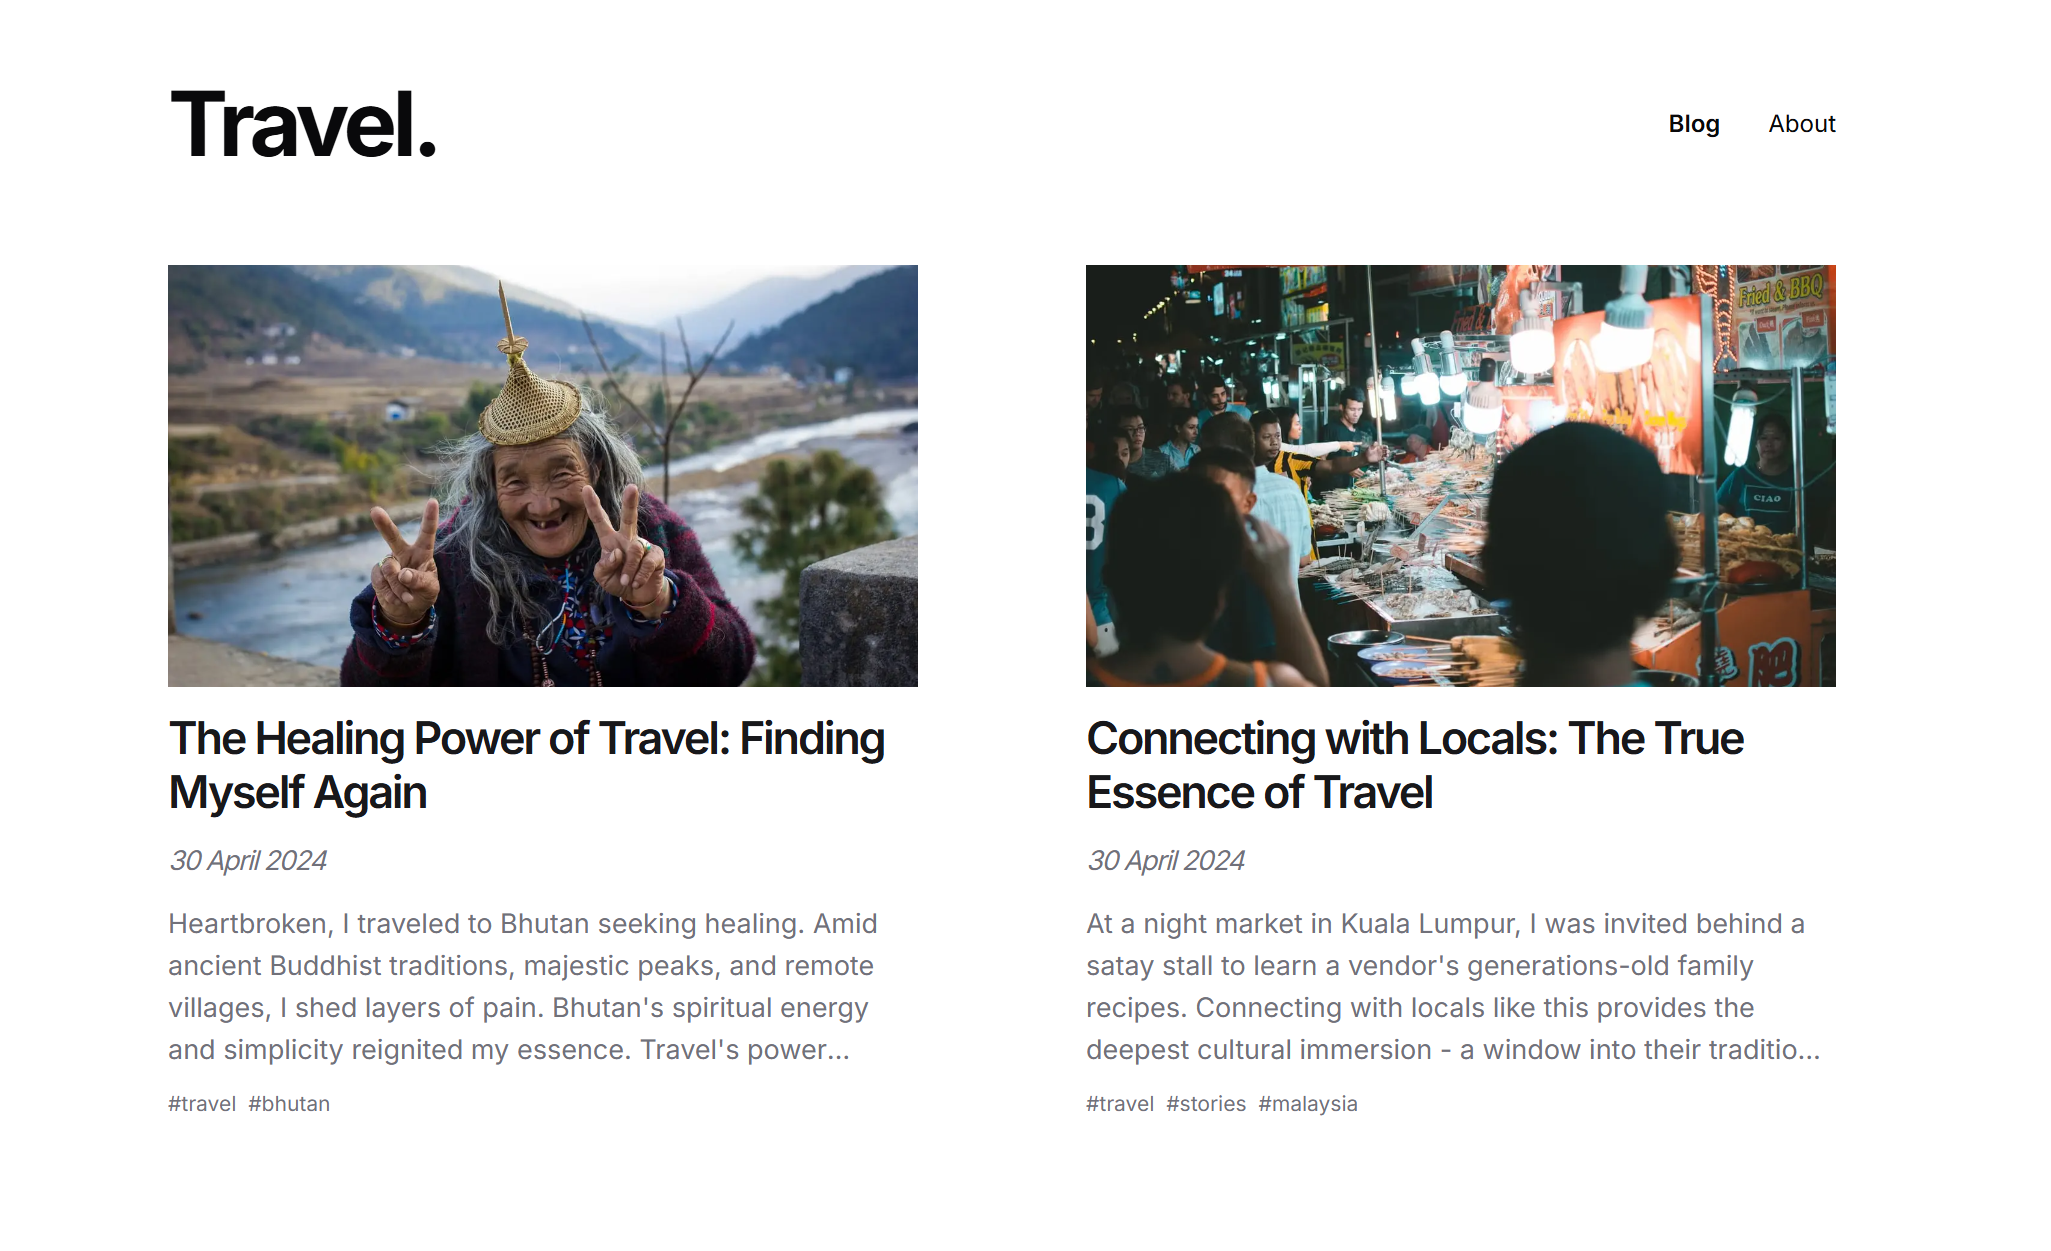 Travel.
Blog
About
Fried & BBQ
CIAO
肥
The Healing Power of Travel: Finding
Myself Again
30 April 2024
Heartbroken, I traveled to Bhutan seeking healing. Amid
ancient Buddhist traditions, majestic peaks, and remote
villages, I shed layers of pain. Bhutan's spiritual energy
and simplicity reignited my essence. Travel's power...
#travel #bhutan
Connecting with Locals: The True
Essence of Travel
30 April 2024
At a night market in Kuala Lumpur, I was invited behind a
satay stall to learn a vendor's generations-old family
recipes. Connecting with locals like this provides the
deepest cultural immersion - a window into their traditio...
#travel #stories #malaysia